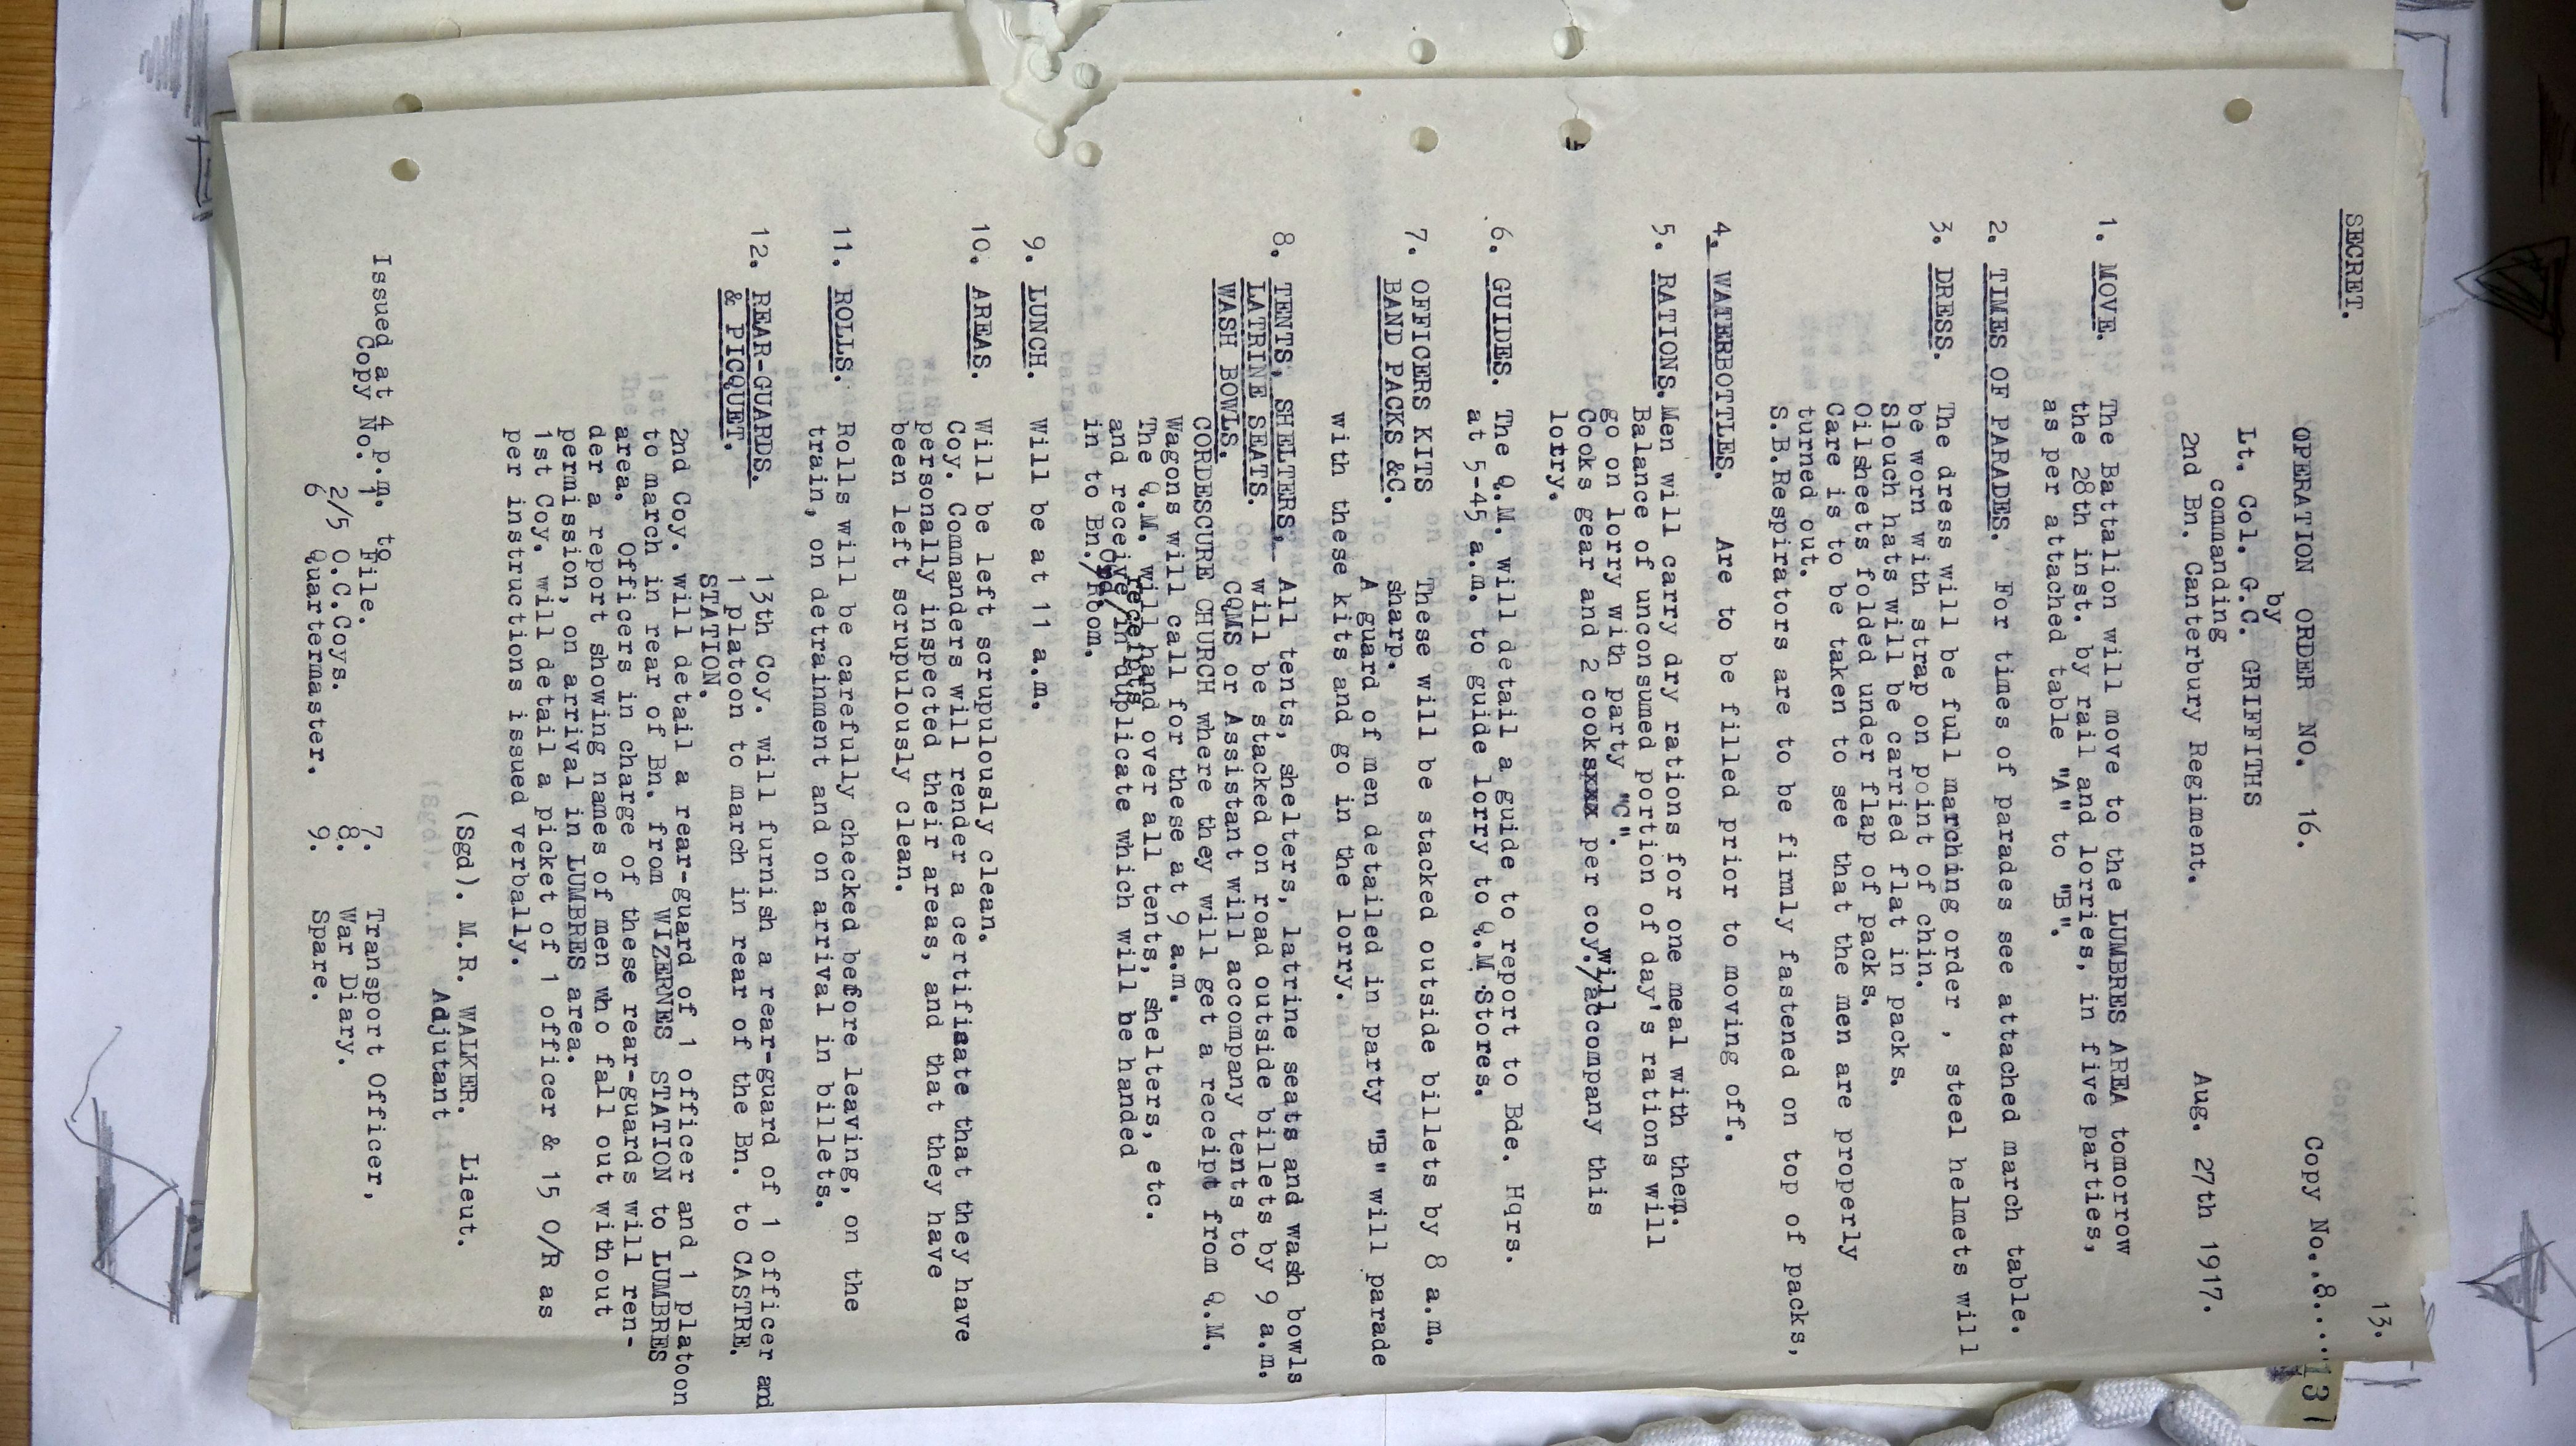 13.
SECRET.
Copy No..8....
131
OPERATION ORDER NO. 16.
by
Lt. Col. G.C. GRIFFITHS
commanding
2nd Bn. Canterbury Regiment.
Aug. 27th 1917.
1. MOVE. The Battalion will move to the LUMBRES AREA tomorrow
the 28th inst. by rail and lorries, in five parties,
as per attached table "A" to "B".
2. TIMES OF PARADES. For times of parades see attached march table.
3. DRESS. The dress will be full marching order , steel helmets will
be worn with strap on point of chin.
Slouch hats will be carried flat in packs.
Oilsheets folded under flap of packs.
Care is to be taken to see that the men are properly
turned out.
S.B.Respirators are to be firmly fastened on top of packs,
4. WATERBOTTLES. Are to be filled prior to moving off.
5. RATIONS. Men will carry dry rations for one meal with them.
Balance of unconsumed portion of day's rations will
go on lorry with party "C".
Cooks gear and 2 cooksxxx per coy./will accompany this
lorry.
6. GUIDES. The Q.M. will detail a guide to report to Bde. Hqrs.
at 5-45 a.m. to guide lorry to Q.M Stores.
7. OFFICERS KITS These will be stacked outside billets by 8 a.m.
BAND PACKS &C. sharp.
A guard of men detailed in party "B" will parade
with these kits and go in the lorry.
8. TENTS, SHELTERS, All tents, shelters, latrine seats and wash bowls
LATRINE SEATS. will be stacked on road outside billets by 9 a.m.
WASH BOWLS. CQMS or Assistant will accompany tents to
CORDESCURE CHURCH where they will get a receipt from Q.M.
Wagons will call for these at 9 a.m.
The Q.M. will hand over all tents, shelters, etc.
receipts
and receive/in duplicate which will be handed
in to Bn./Ord. Room.
9. LUNCH. Will be at 11 a.m.
10. AREAS. Will be left scrupulously clean.
Coy. Commanders will render a certificate that they have
personally inspected their areas, and that they have
been left scrupulously clean.
11. ROLLS. Rolls will be carefully checked before leaving, on the
train, on detrainment and on arrival in billets.
12. REAR-GUARDS. 13th Coy. will furnish a rear-guard of 1 officer and
& PICQUET. 1 platoon to march in rear of the Bn. to CASTRE.
STATION.
2nd Coy. will detail a rear-guard of 1 officer and 1 platoon
to march in rear of Bn. from WIZERNES STATION to LUMBRES
area. Officers in charge of these rear-guards will ren-
der a report showing names of men who fall out without
permission, on arrival in LUMBRES area.
1st Coy. will detail a picket of 1 officer & 15 O/R as
per instructions issued verbally.
(Sgd). M.R. WALKER. Lieut.
Adjutant
Issued at 4 p.m. to
Copy No. 1 File. 7. Transport Officer,
2/5 O.C.Coys. 8. War Diary.
6 Quartermaster. 9. Spare.